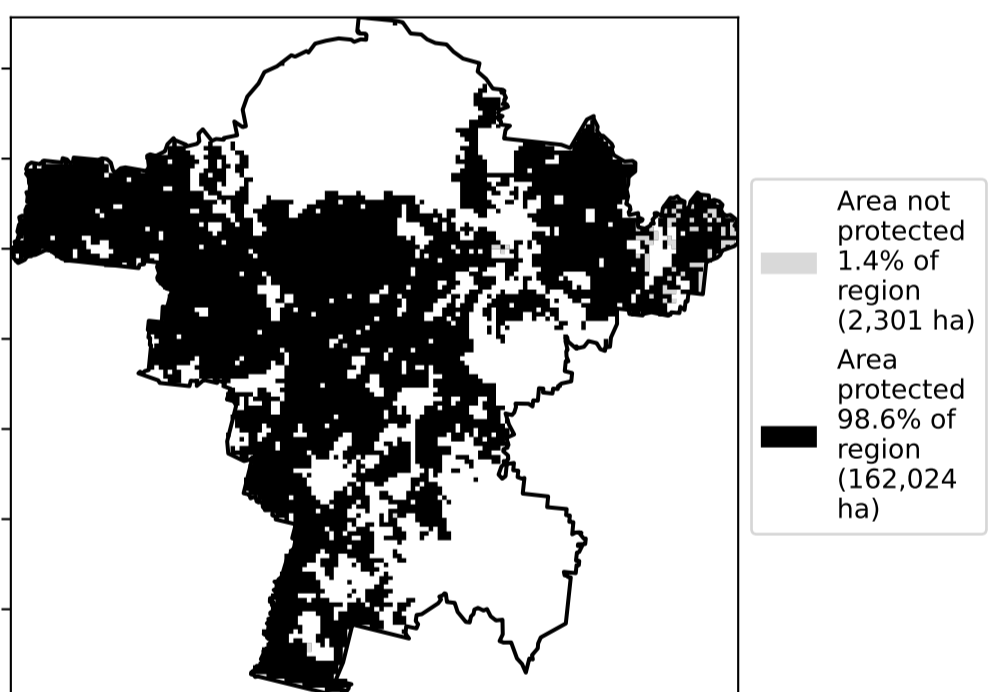 Area not
protected
1.4% of
region
(2,301 ha)
Area
protected
98.6% of
region
(162,024
ha)